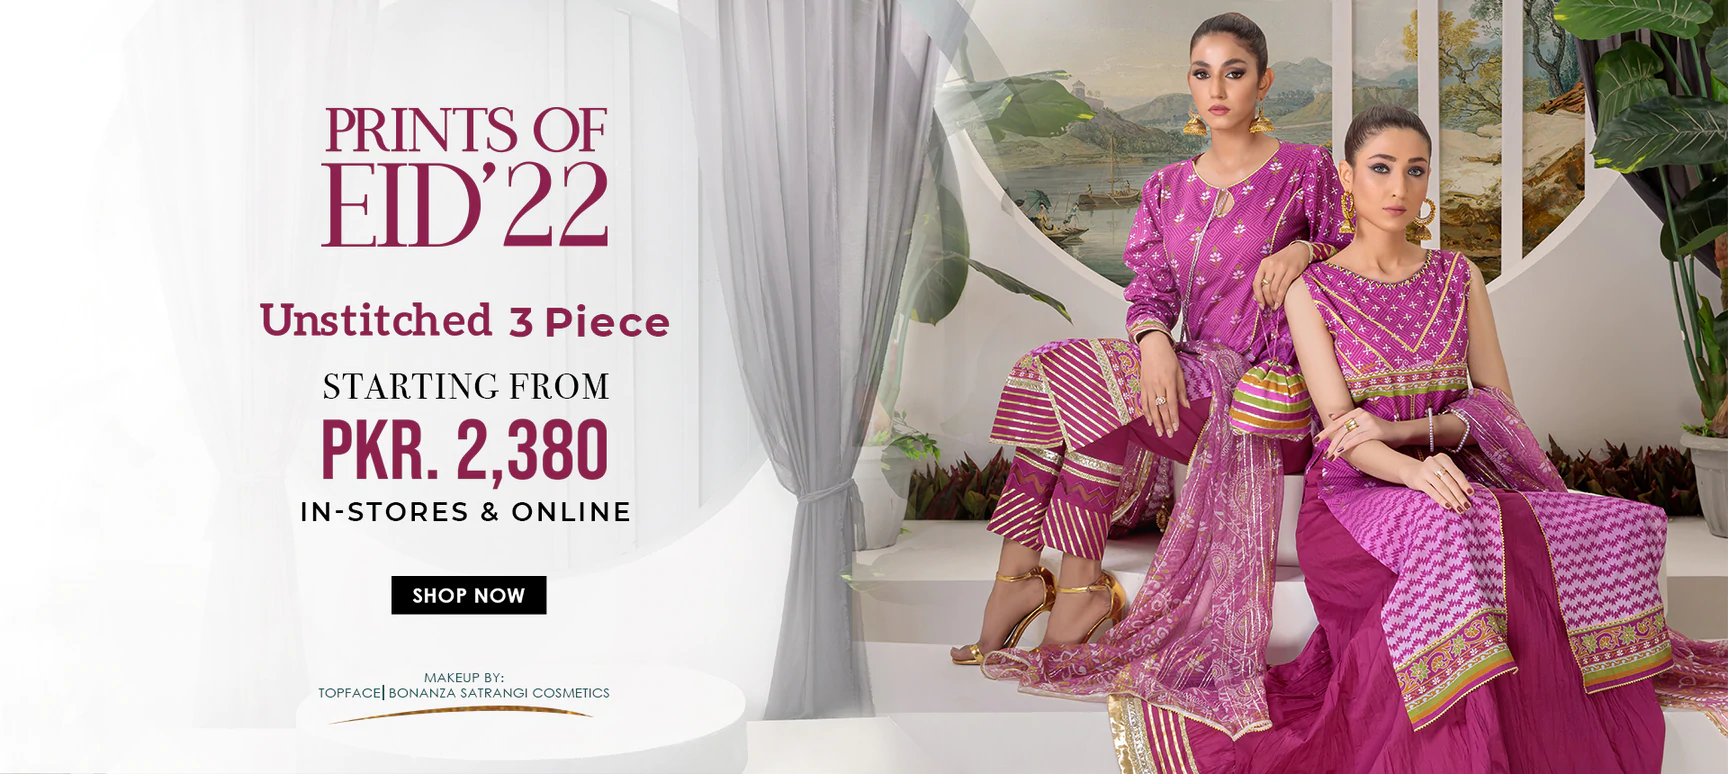 PRINTS OF
EID'22
Unstitched 3 Piece
STARTING FROM
PKR. 2,380
IN-STORES & ONLINE
SHOP NOW
MAKEUP BY:
TOPFACE|BONANZA SATRANGI COSMETICS